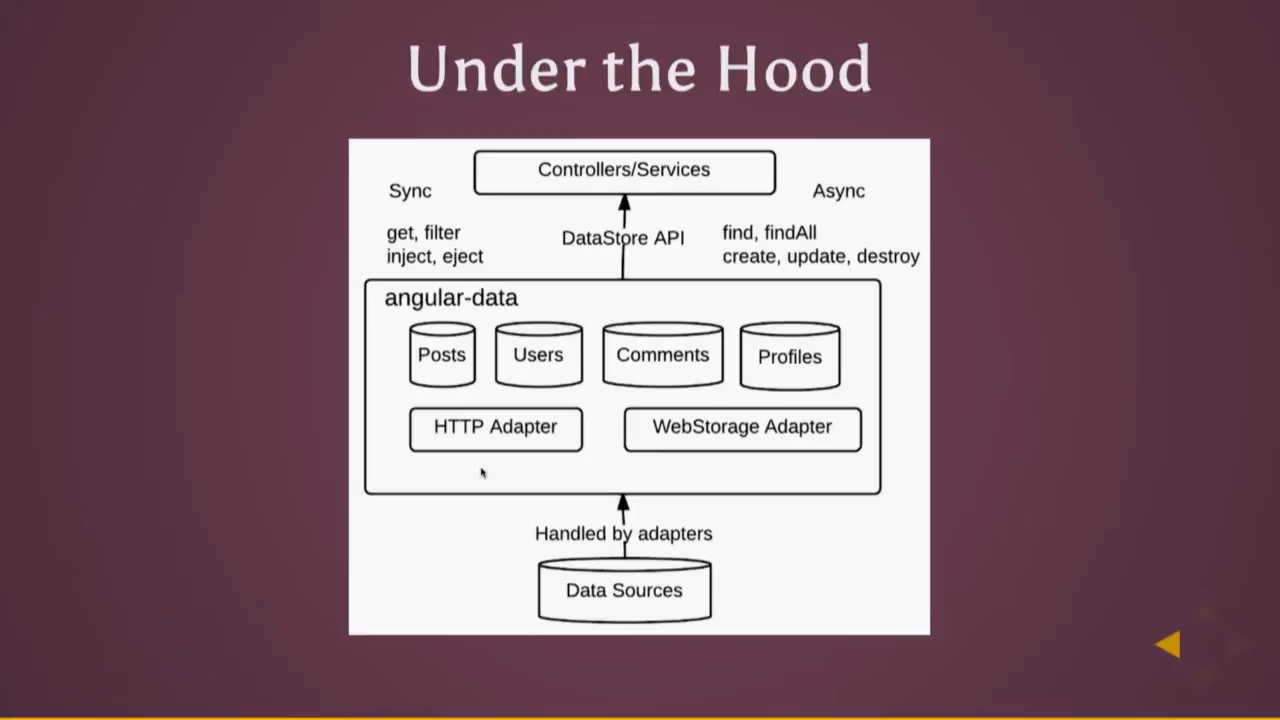 Under the Hood
Controllers/Services
Sync
Async
get, filter
inject, eject
DataStore API
find, findAll
create, update, destroy
angular-data
Posts
Users
Comments
Profiles
HTTP Adapter
WebStorage Adapter
Handled by adapters
Data Sources